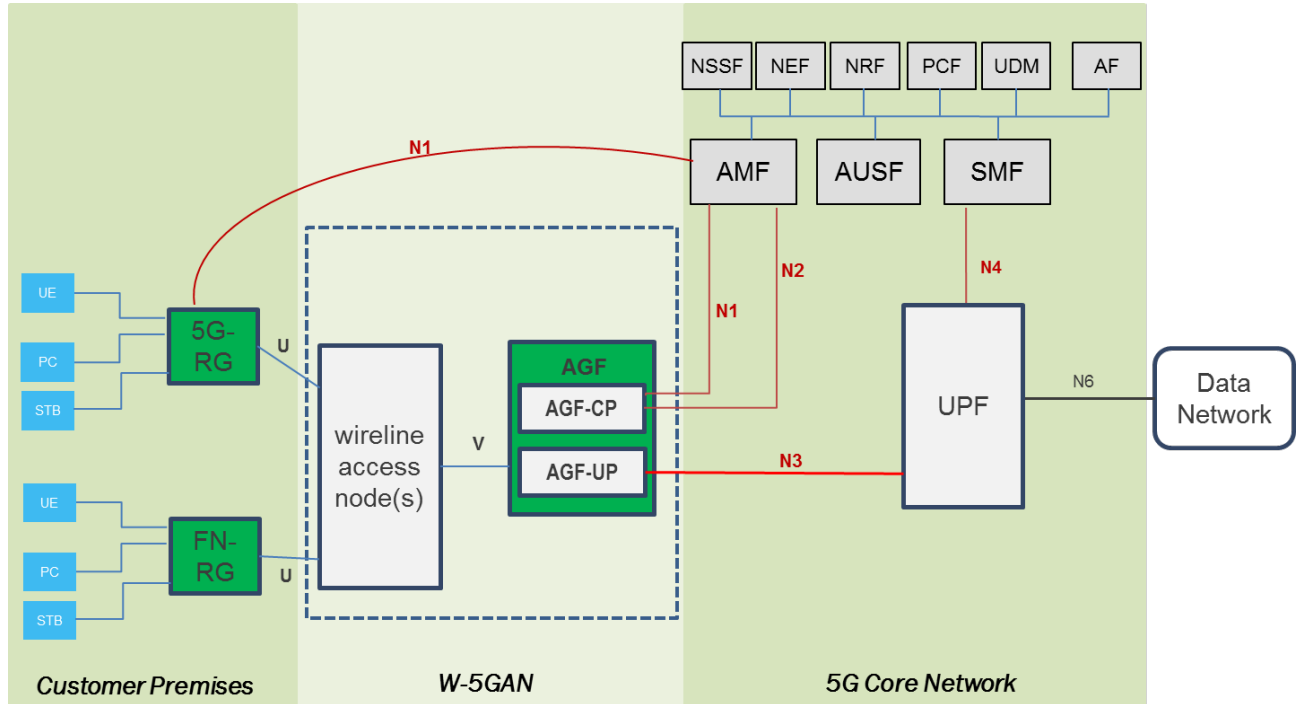 NSSF
NEF
NRF
PCF
UDM
AF
N1
AMF
AUSF
SMF
N2
N4
N1
UE
5G-
RG
U
PC
STB
AGF
AGF-CP
wireline
access
node(s)
V
AGF-UP
N3
UPF
N6
Data
Network
UE
FN-
RG
U
PC
STB
Customer Premises
W-5GAN
5G Core Network